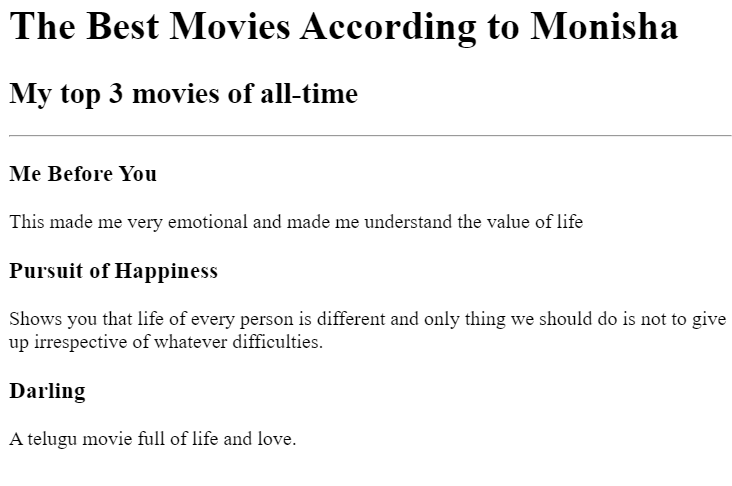 The Best Movies According to Monisha
My top 3 movies of all-time
Me Before You
This made me very emotional and made me understand the value of life
Pursuit of Happiness
Shows you that life of every person is different and only thing we should do is not to give
up irrespective of whatever difficulties.
Darling
A telugu movie full of life and love.